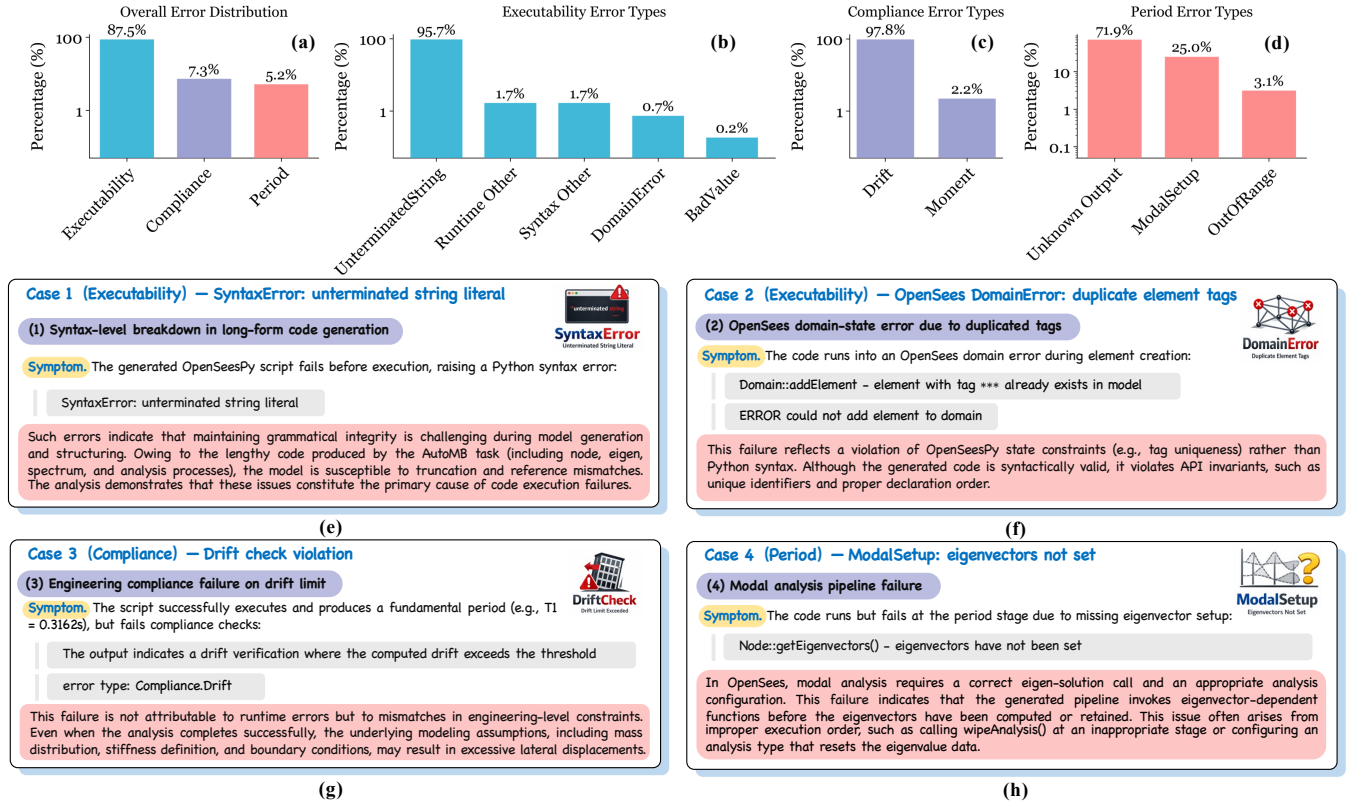 Overall Error Distribution
Percentage (%)
100
1
87.5%
7.3%
5.2%
(a)
Executability
Compliance
Period
Executability Error Types
Percentage (%)
100
1
95.7%
1.7%
1.7%
0.7%
0.2%
(b)
UnterminatedString
Runtime Other
Syntax Other
DomainError
BadValue
Compliance Error Types
Percentage (%)
100
1
97.8%
2.2%
(c)
Drift
Moment
Period Error Types
Percentage (%)
10
1
0.1
71.9%
25.0%
3.1%
(d)
Unknown Output
ModalSetup
OutOfRange
Case 1 (Executability) — SyntaxError: unterminated string literal
"unterminated string
SyntaxError
Unterminated String Literal
(1) Syntax-level breakdown in long-form code generation
Symptom. The generated OpenSeesPy script fails before execution, raising a Python syntax error:
SyntaxError: unterminated string literal
Such errors indicate that maintaining grammatical integrity is challenging during model generation
and structuring. Owing to the lengthy code produced by the AutoMB task (including node, eigen,
spectrum, and analysis processes), the model is susceptible to truncation and reference mismatches.
The analysis demonstrates that these issues constitute the primary cause of code execution failures.
(e)
Case 2 (Executability) — OpenSees DomainError: duplicate element tags
DomainError
Duplicate Element Tags
(2) OpenSees domain-state error due to duplicated tags
Symptom. The code runs into an OpenSees domain error during element creation:
Domain::addElement - element with tag *** already exists in model
ERROR could not add element to domain
This failure reflects a violation of OpenSeesPy state constraints (e.g., tag uniqueness) rather than
Python syntax. Although the generated code is syntactically valid, it violates API invariants, such as
unique identifiers and proper declaration order.
(f)
Case 3 (Compliance) — Drift check violation
DriftCheck
Drift Limit Exceeded
(3) Engineering compliance failure on drift limit
Symptom. The script successfully executes and produces a fundamental period (e.g., T1
= 0.3162s), but fails compliance checks:
The output indicates a drift verification where the computed drift exceeds the threshold
error type: Compliance.Drift
This failure is not attributable to runtime errors but to mismatches in engineering-level constraints.
Even when the analysis completes successfully, the underlying modeling assumptions, including mass
distribution, stiffness definition, and boundary conditions, may result in excessive lateral displacements.
(g)
Case 4 (Period) — ModalSetup: eigenvectors not set
ModalSetup
Eigenvectors Not Set
(4) Modal analysis pipeline failure
Symptom. The code runs but fails at the period stage due to missing eigenvector setup:
Node::getEigenvectors() - eigenvectors have not been set
In OpenSees, modal analysis requires a correct eigen-solution call and an appropriate analysis
configuration. This failure indicates that the generated pipeline invokes eigenvector-dependent
functions before the eigenvectors have been computed or retained. This issue often arises from
improper execution order, such as calling wipeAnalysis() at an inappropriate stage or configuring an
analysis type that resets the eigenvalue data.
(h)